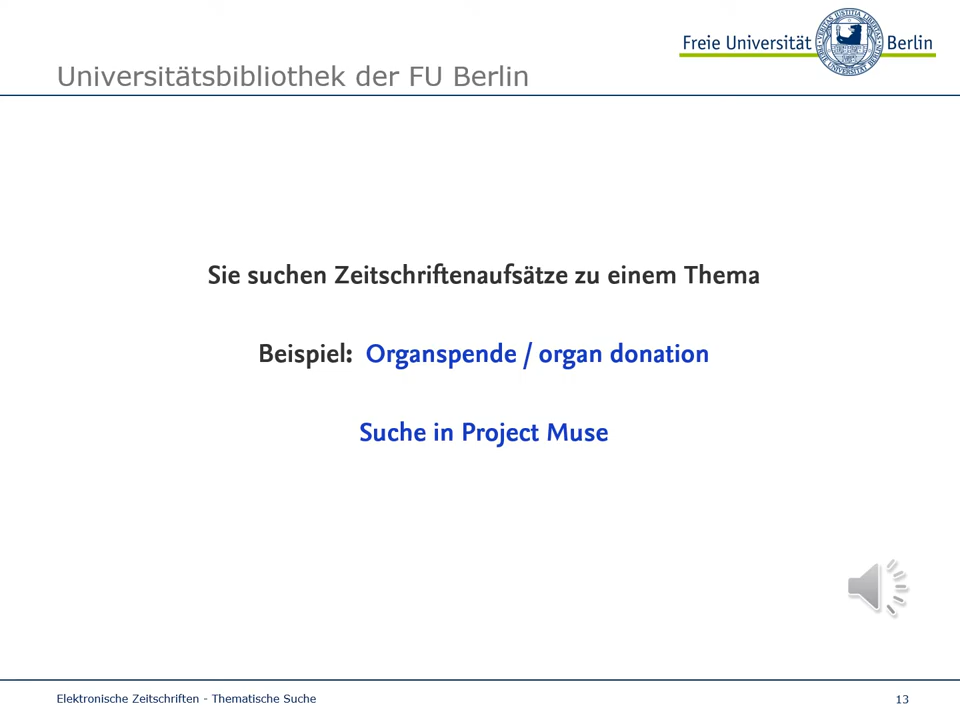 Freie Universität Berlin
Universitätsbibliothek der FU Berlin
Sie suchen Zeitschriftenaufsätze zu einem Thema
Beispiel: Organspende / organ donation
Suche in Project Muse
Elektronische Zeitschriften - Thematische Suche
13